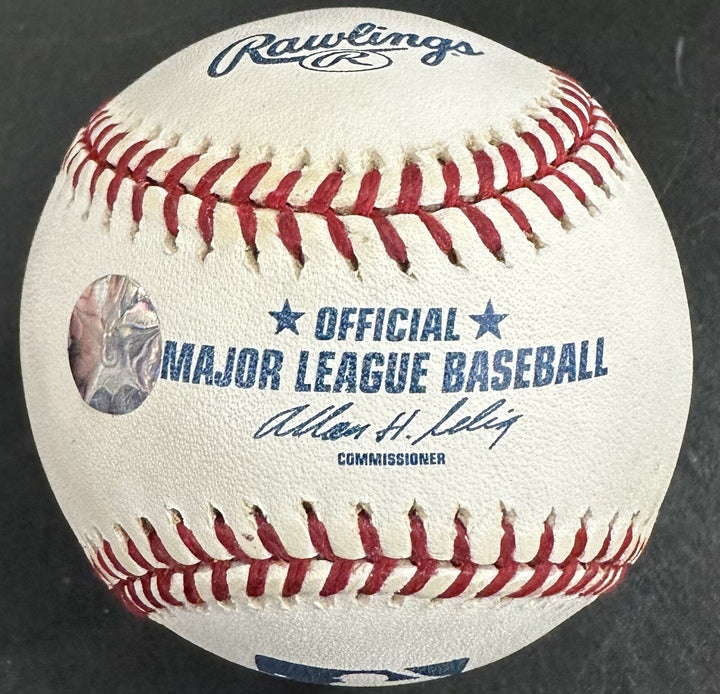 Rawlings
R
★ OFFICIAL ★
MAJOR LEAGUE BASEBALL
Allan H. Selig
COMMISSIONER